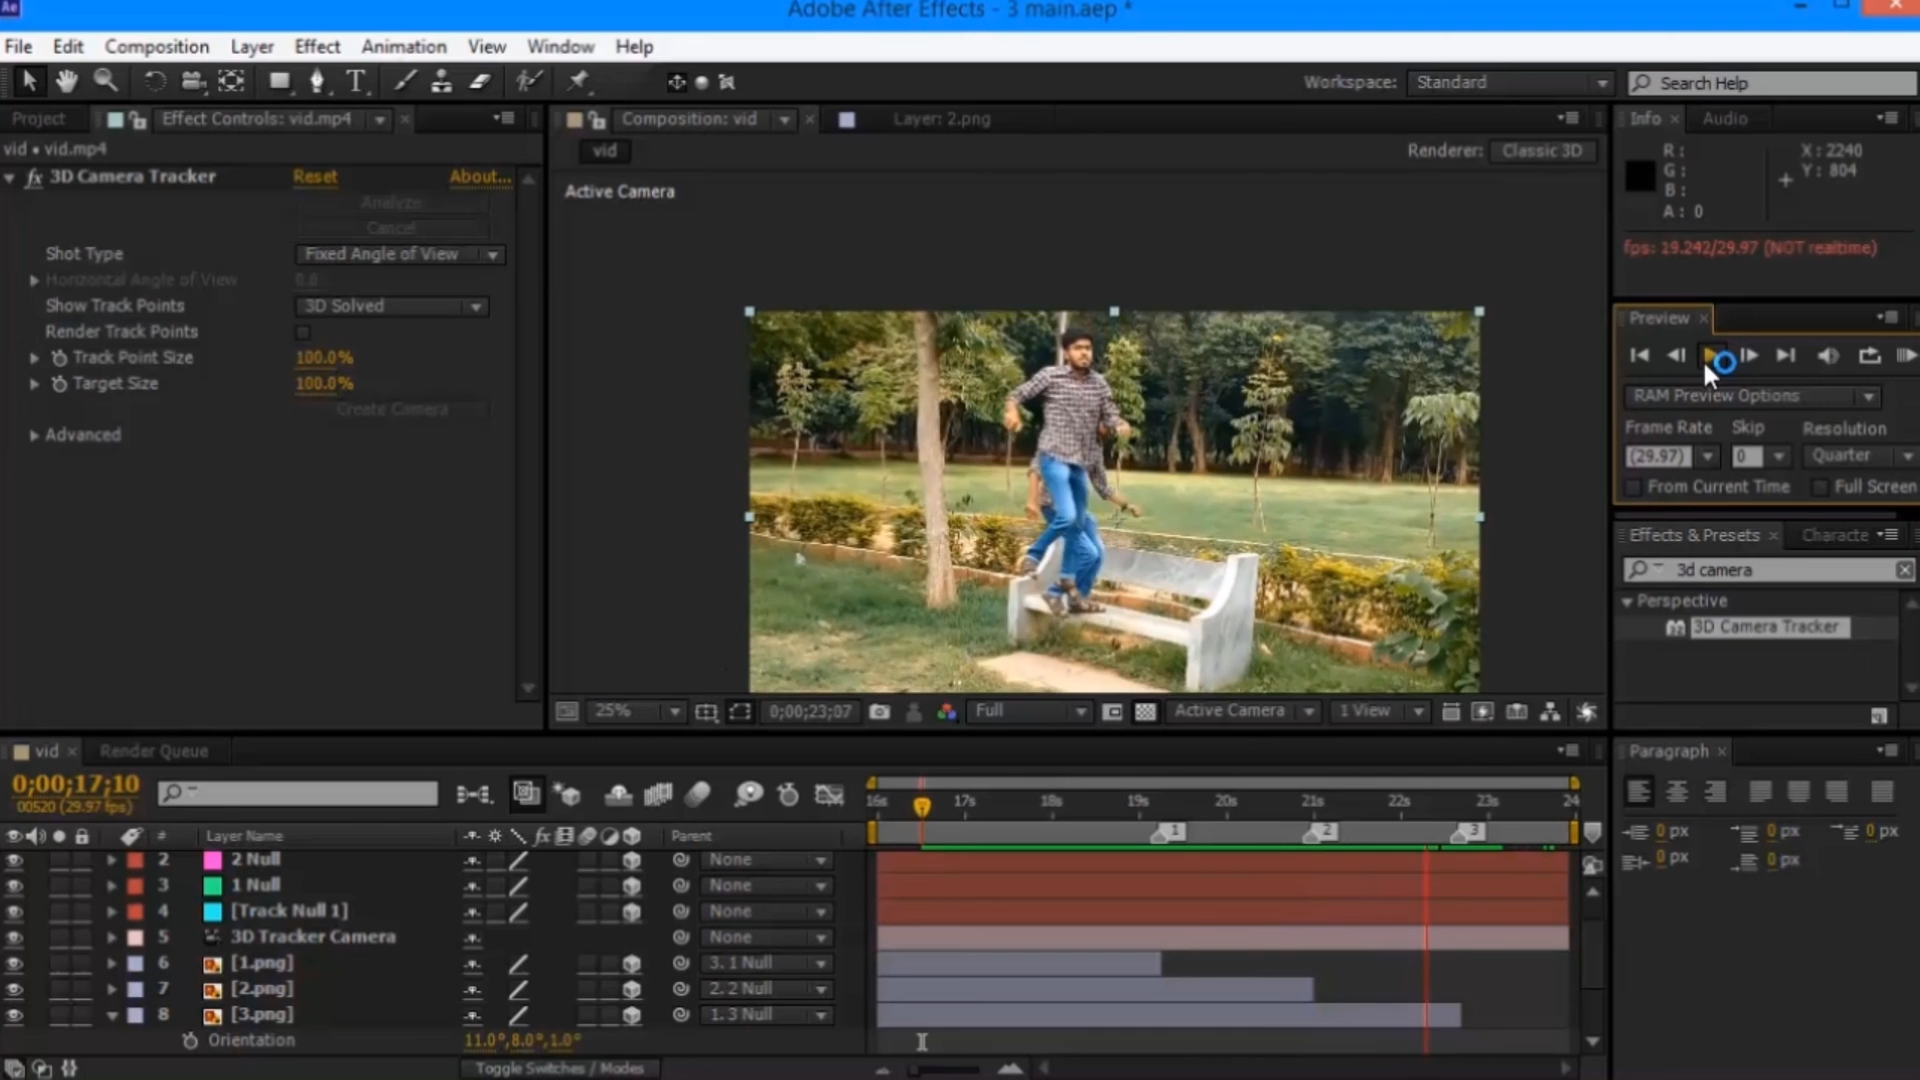 Ae
Adobe After Effects - 3 main.aep *
File Edit Composition Layer Effect Animation View Window Help
T
Workspace: Standard
Search Help
Project
Effect Controls: vid.mp4
Composition: vid
Layer: 2.png
Info
Audio
vid • vid.mp4
vid
Renderer: Classic 3D
R:
G:
B:
A: 0
X: 2240
Y: 804
fx 3D Camera Tracker
Reset
About...
Active Camera
Analyze
Cancel
fps: 19.242/29.97 (NOT realtime)
Shot Type
Fixed Angle of View
Horizontal Angle of View
0.0
Show Track Points
3D Solved
Render Track Points
Track Point Size
100.0%
Target Size
100.0%
Create Camera
Advanced
Preview
RAM Preview Options
Frame Rate Skip Resolution
(29.97) 0 Quarter
From Current Time Full Screen
Effects & Presets
Characte
3d camera
Perspective
3D Camera Tracker
25%
0;00;23;07
Full
Active Camera
1 View
vid
Render Queue
Paragraph
0;00;17;10
00520 (29.97 fps)
16s 17s 18s 19s 20s 21s 22s 23s 24
1 2 3
# Layer Name
fx
Parent
0 px 0 px 0 px
0 px 0 px
2 2 Null None
3 1 Null None
4 [Track Null 1] None
5 3D Tracker Camera None
6 [1.png] 3. 1 Null
7 [2.png] 2. 2 Null
8 [3.png] 1. 3 Null
Orientation 11.0°,8.0°,1.0°
Toggle Switches / Modes